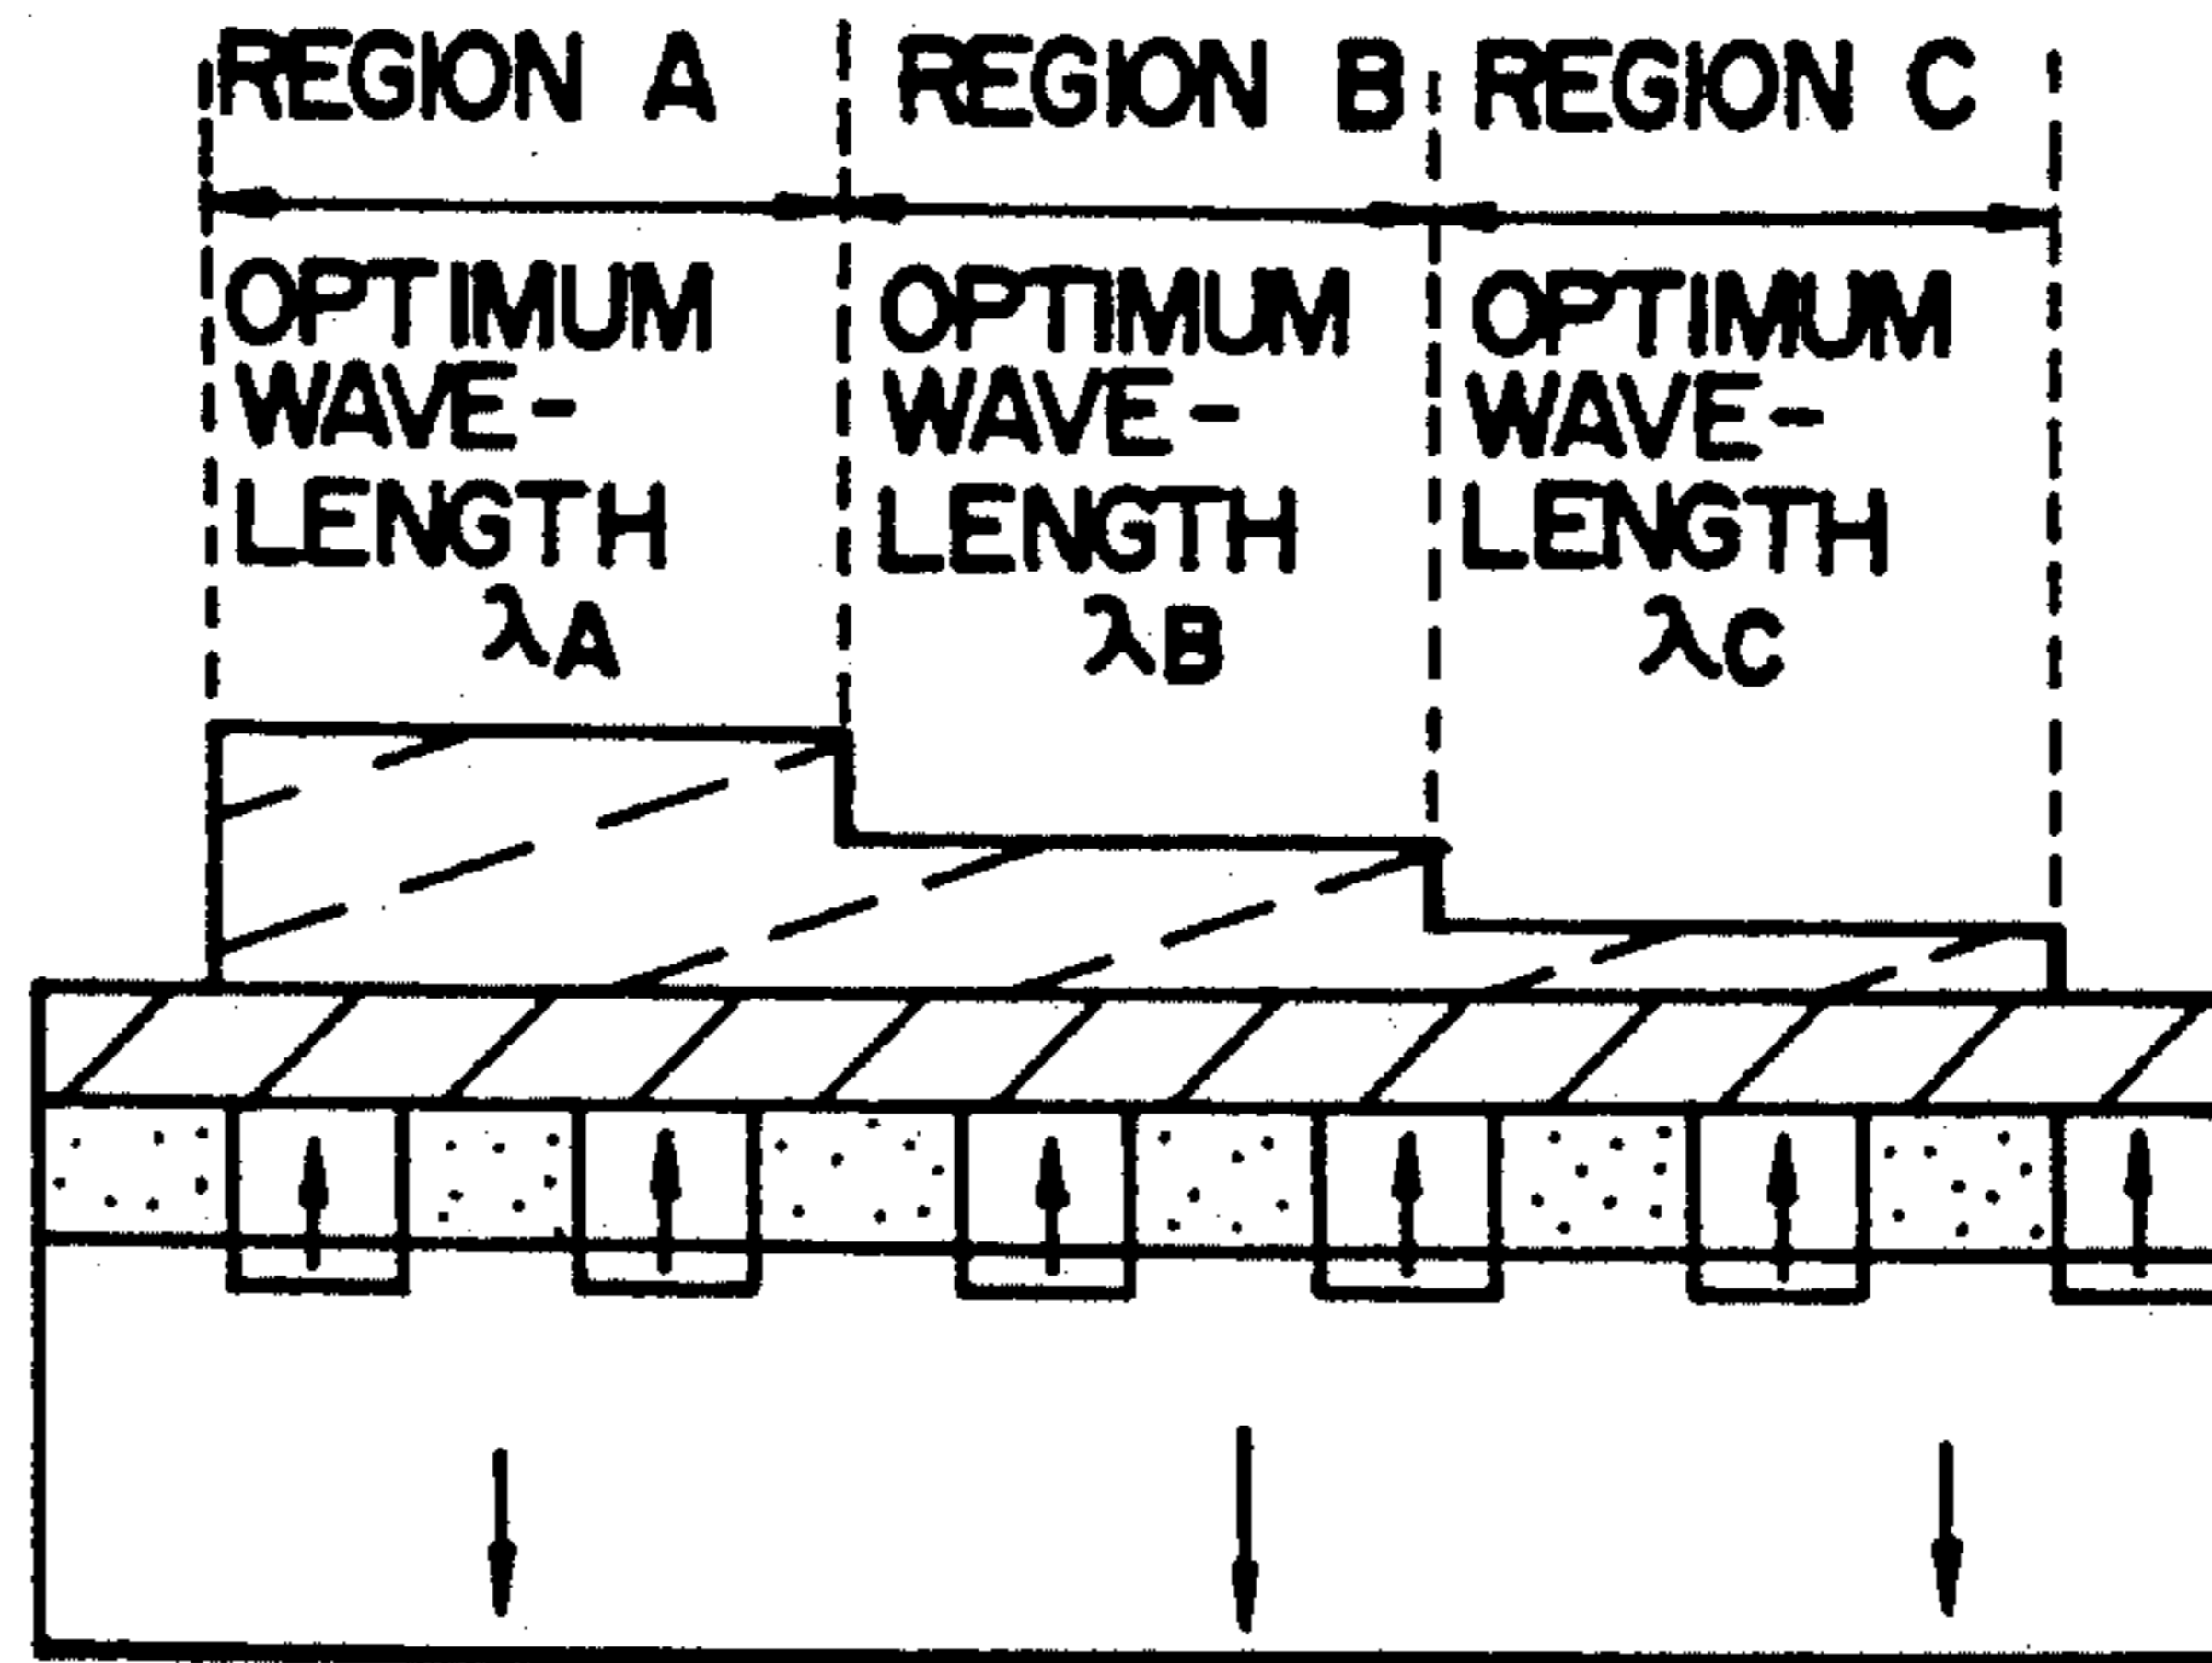 REGION A REGION B REGION C
OPTIMUM
WAVE-
LENGTH
λA
OPTIMUM
WAVE-
LENGTH
λB
OPTIMUM
WAVE-
LENGTH
λC